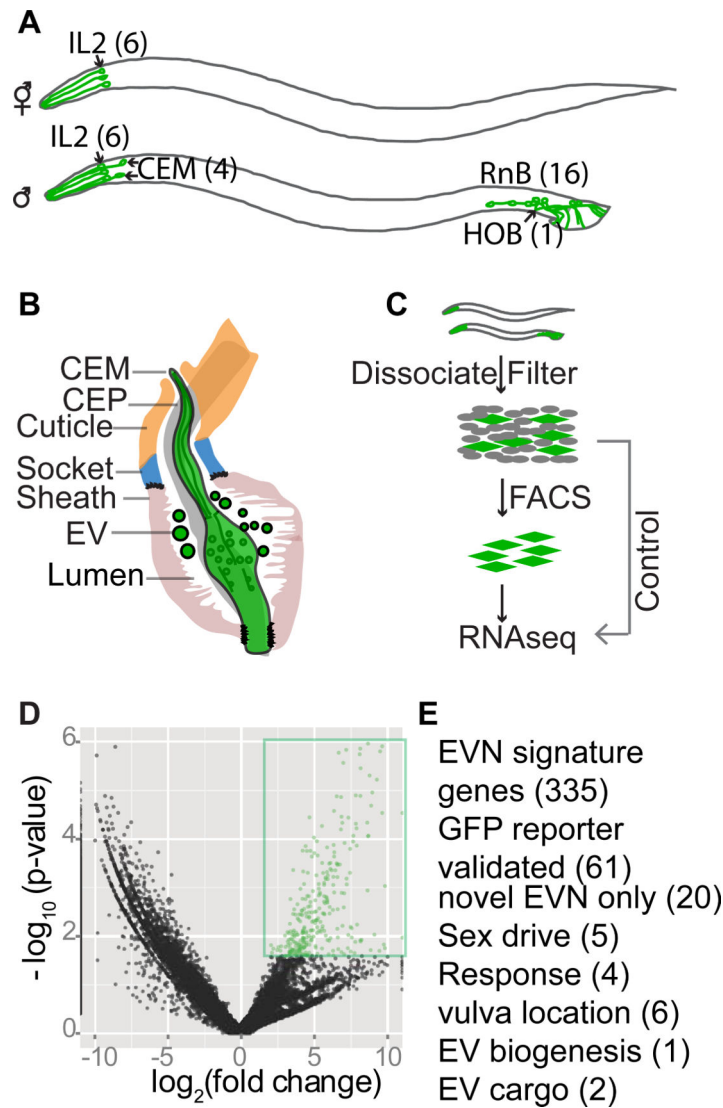 A
IL2 (6)
⚥
IL2 (6)
CEM (4)
♂
RnB (16)
HOB (1)
B
CEM
CEP
Cuticle
Socket
Sheath
EV
Lumen
C
Dissociate Filter
FACS
Control
RNAseq
D
6
4
2
0
-10
-5
0
5
10
- log10 (p-value)
log2(fold change)
E
EVN signature
genes (335)
GFP reporter
validated (61)
novel EVN only (20)
Sex drive (5)
Response (4)
vulva location (6)
EV biogenesis (1)
EV cargo (2)